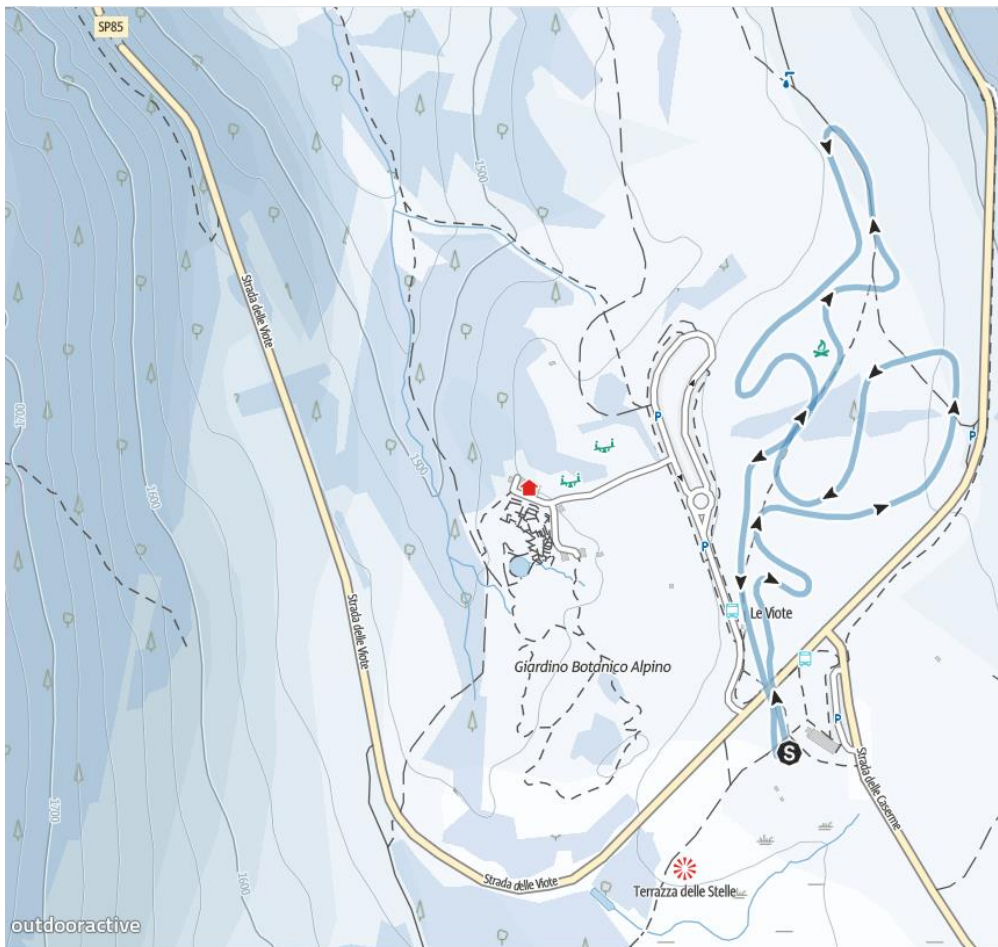 SP85
1500
Strada delle Viote
P
1700
1500
P
1600
P
Strada delle Viote
Le Viote
Giardino Botanico Alpino
P
S
Strada delle Caserme
1700
1600
Strada delle Viote
Terrazza delle Stelle
outdooractive